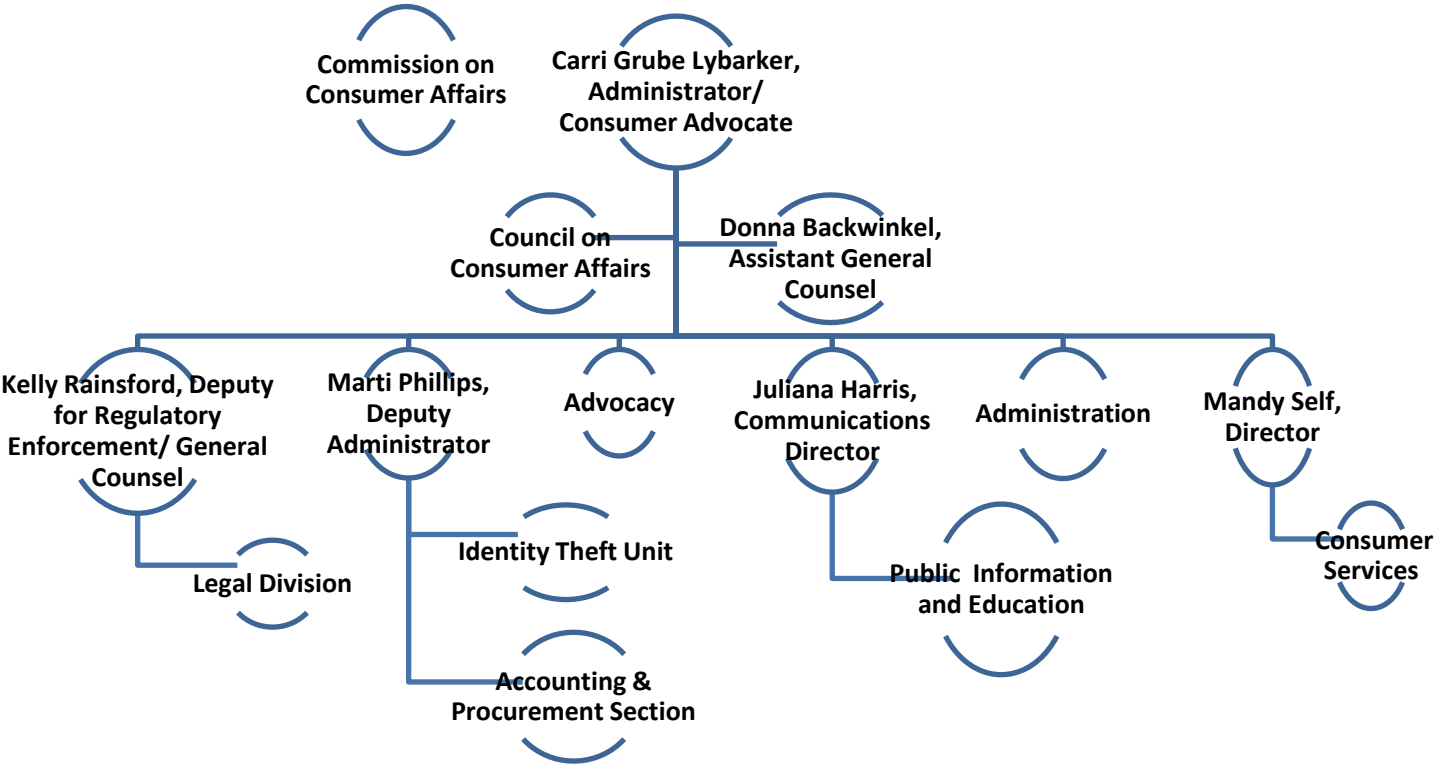 Commission on
Consumer Affairs
Carri Grube Lybarker,
Administrator/
Consumer Advocate
Council on
Consumer Affairs
Donna Backwinkel,
Assistant General
Counsel
Kelly Rainsford, Deputy
for Regulatory
Enforcement/ General
Counsel
Marti Phillips,
Deputy
Administrator
Advocacy
Juliana Harris,
Communications
Director
Administration
Mandy Self,
Director
Legal Division
Identity Theft Unit
Accounting &
Procurement Section
Public  Information
and Education
Consumer
Services